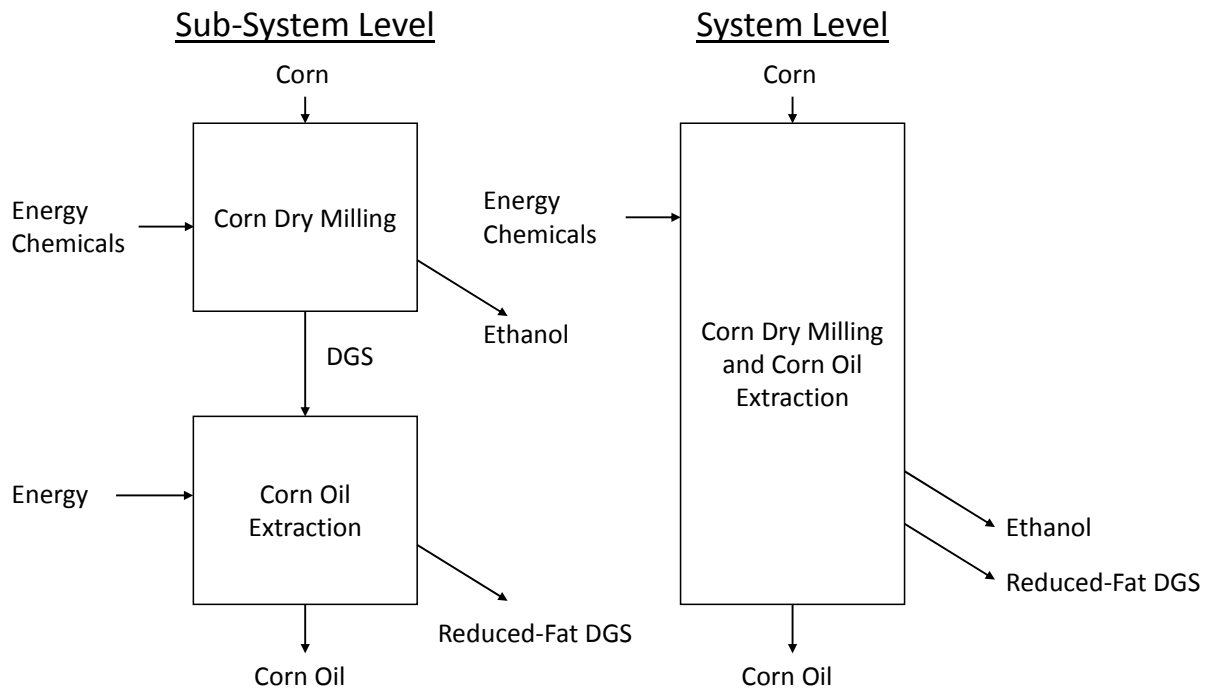 Sub-System Level
Corn
Energy
Chemicals
Corn Dry Milling
Ethanol
DGS
Energy
Corn Oil
Extraction
Reduced-Fat DGS
Corn Oil
System Level
Corn
Energy
Chemicals
Corn Dry Milling
and Corn Oil
Extraction
Ethanol
Reduced-Fat DGS
Corn Oil